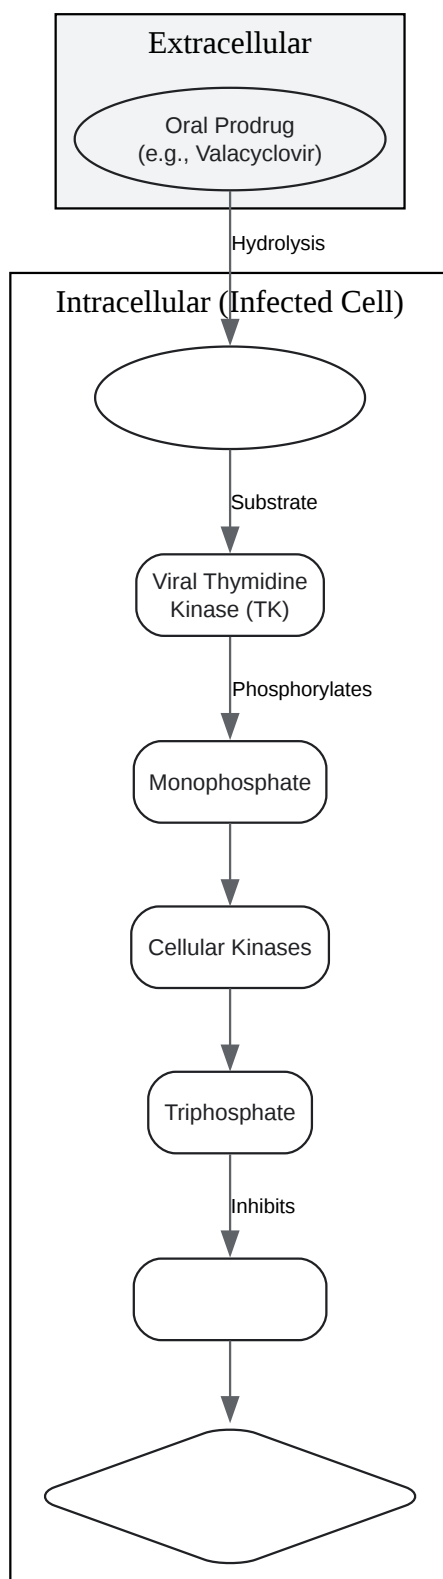 Extracellular
Oral Prodrug
(e.g., Valacyclovir)
Hydrolysis
Intracellular (Infected Cell)
Substrate
Viral Thymidine
Kinase (TK)
Phosphorylates
Monophosphate
Cellular Kinases
Triphosphate
Inhibits